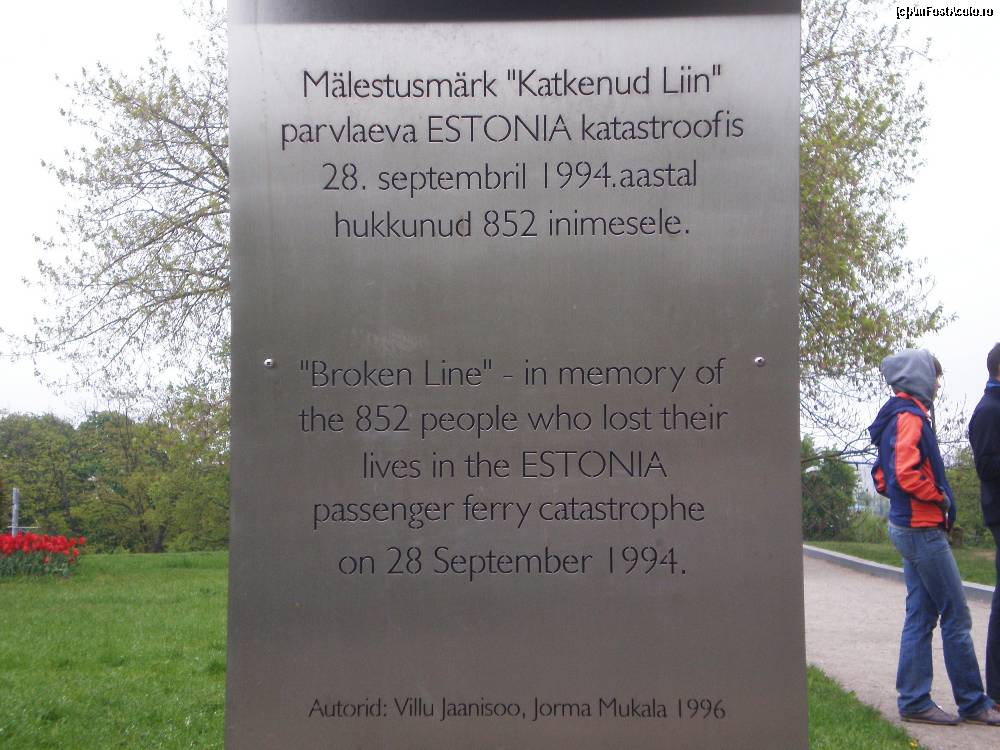 (c)AmFostAcolo.ro
Mälestusmärk "Katkenud Liin"
parvlaeva ESTONIA katastroofis
28. septembril 1994.aastal
hukkunud 852 inimesele.
"Broken Line" - in memory of
the 852 people who lost their
lives in the ESTONIA
passenger ferry catastrophe
on 28 September 1994.
Autorid: Villu Jaanisoo, Jorma Mukala 1996